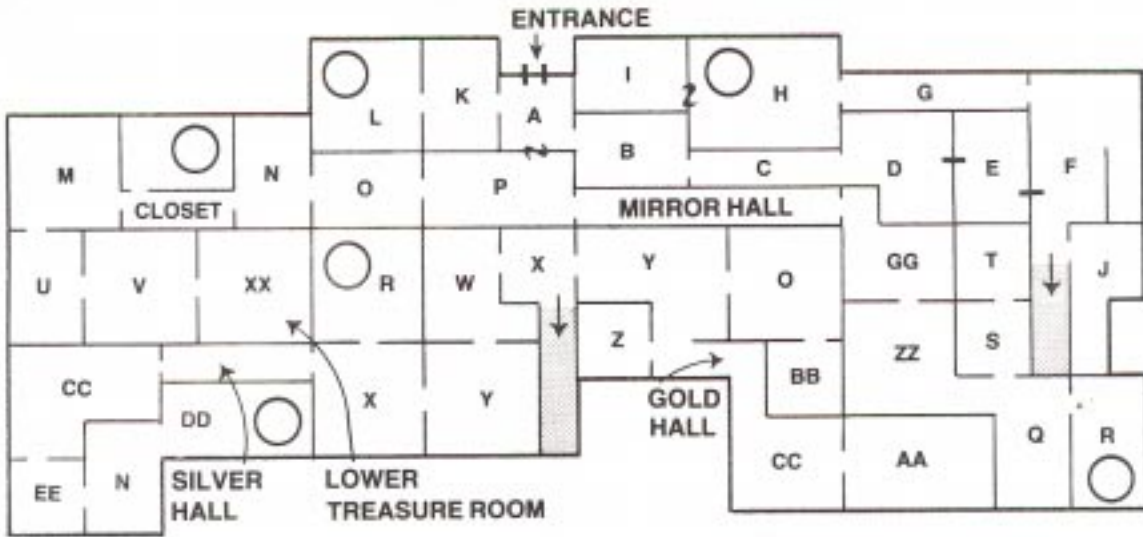 ENTRANCE
I
H
K
L
A
G
B
M
N
O
P
C
D
E
F
CLOSET
MIRROR HALL
U
V
XX
R
W
X
Y
O
GG
T
J
CC
Z
BB
ZZ
S
DD
X
Y
GOLD
HALL
EE
N
SILVER
HALL
LOWER
TREASURE ROOM
CC
AA
Q
R
Z